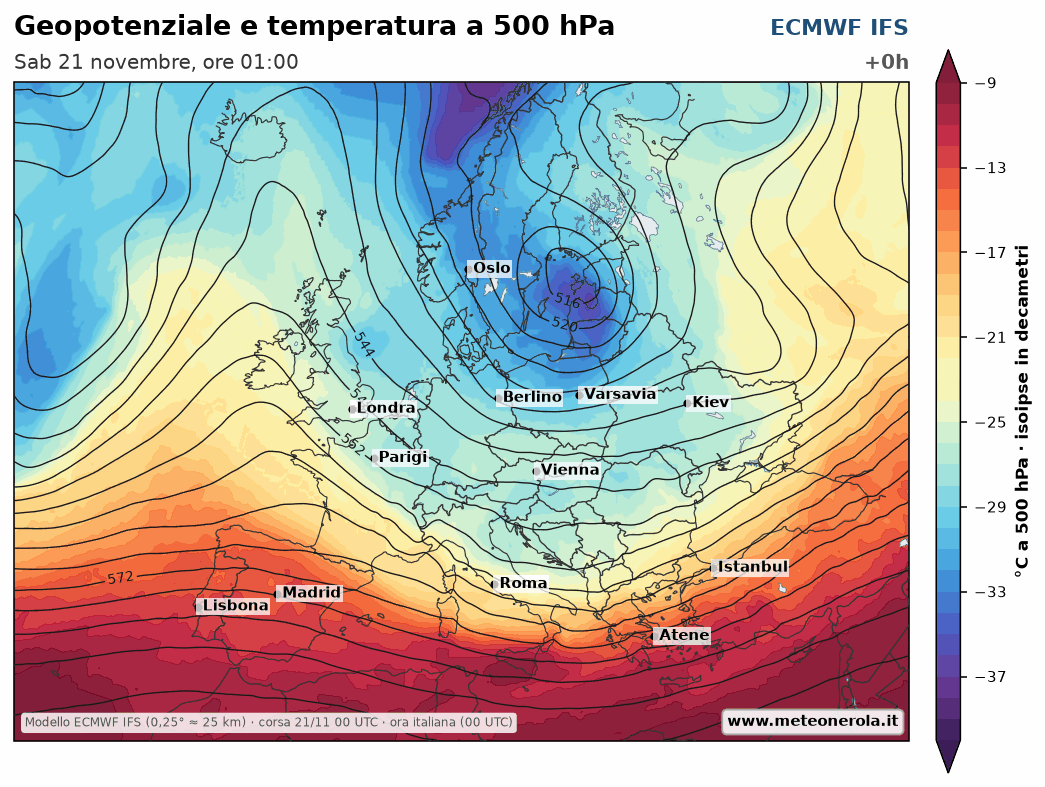 Geopotenziale e temperatura a 500 hPa
ECMWF IFS
Sab 21 novembre, ore 01:00
+0h
−9
−13
−17
−21
−25
−29
−33
−37
°C a 500 hPa · isoipse in decametri
Oslo
516
520
544
Berlino
Varsavia
Kiev
Londra
552
Parigi
Vienna
Istanbul
572
Roma
Madrid
Lisbona
Atene
Modello ECMWF IFS (0,25° ≈ 25 km) · corsa 21/11 00 UTC · ora italiana (00 UTC)
www.meteonerola.it